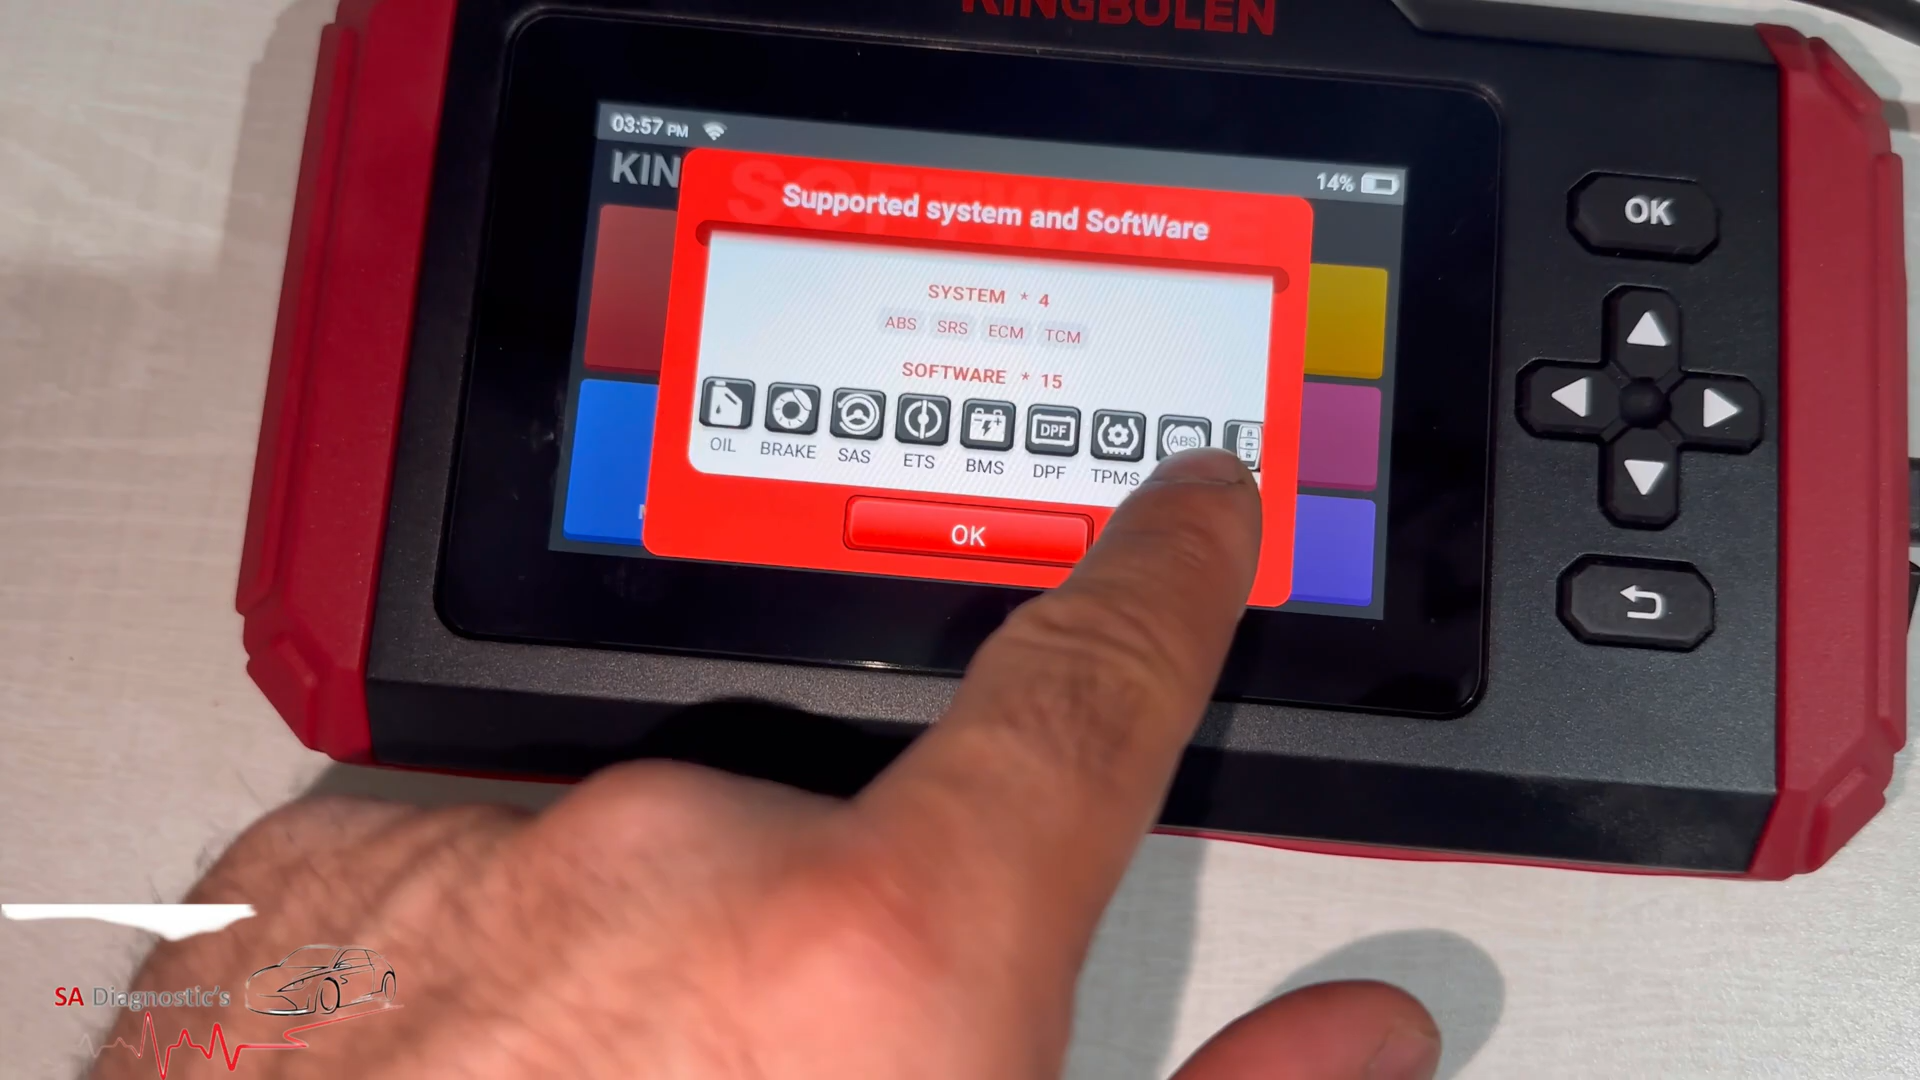 KINGBOLEN
03:57 PM
14%
KIN
Supported system and SoftWare
SYSTEM * 4
ABS SRS ECM TCM
SOFTWARE * 15
DPF ABS
OIL BRAKE SAS ETS BMS DPF TPMS
OK
OK
SA Diagnostic's